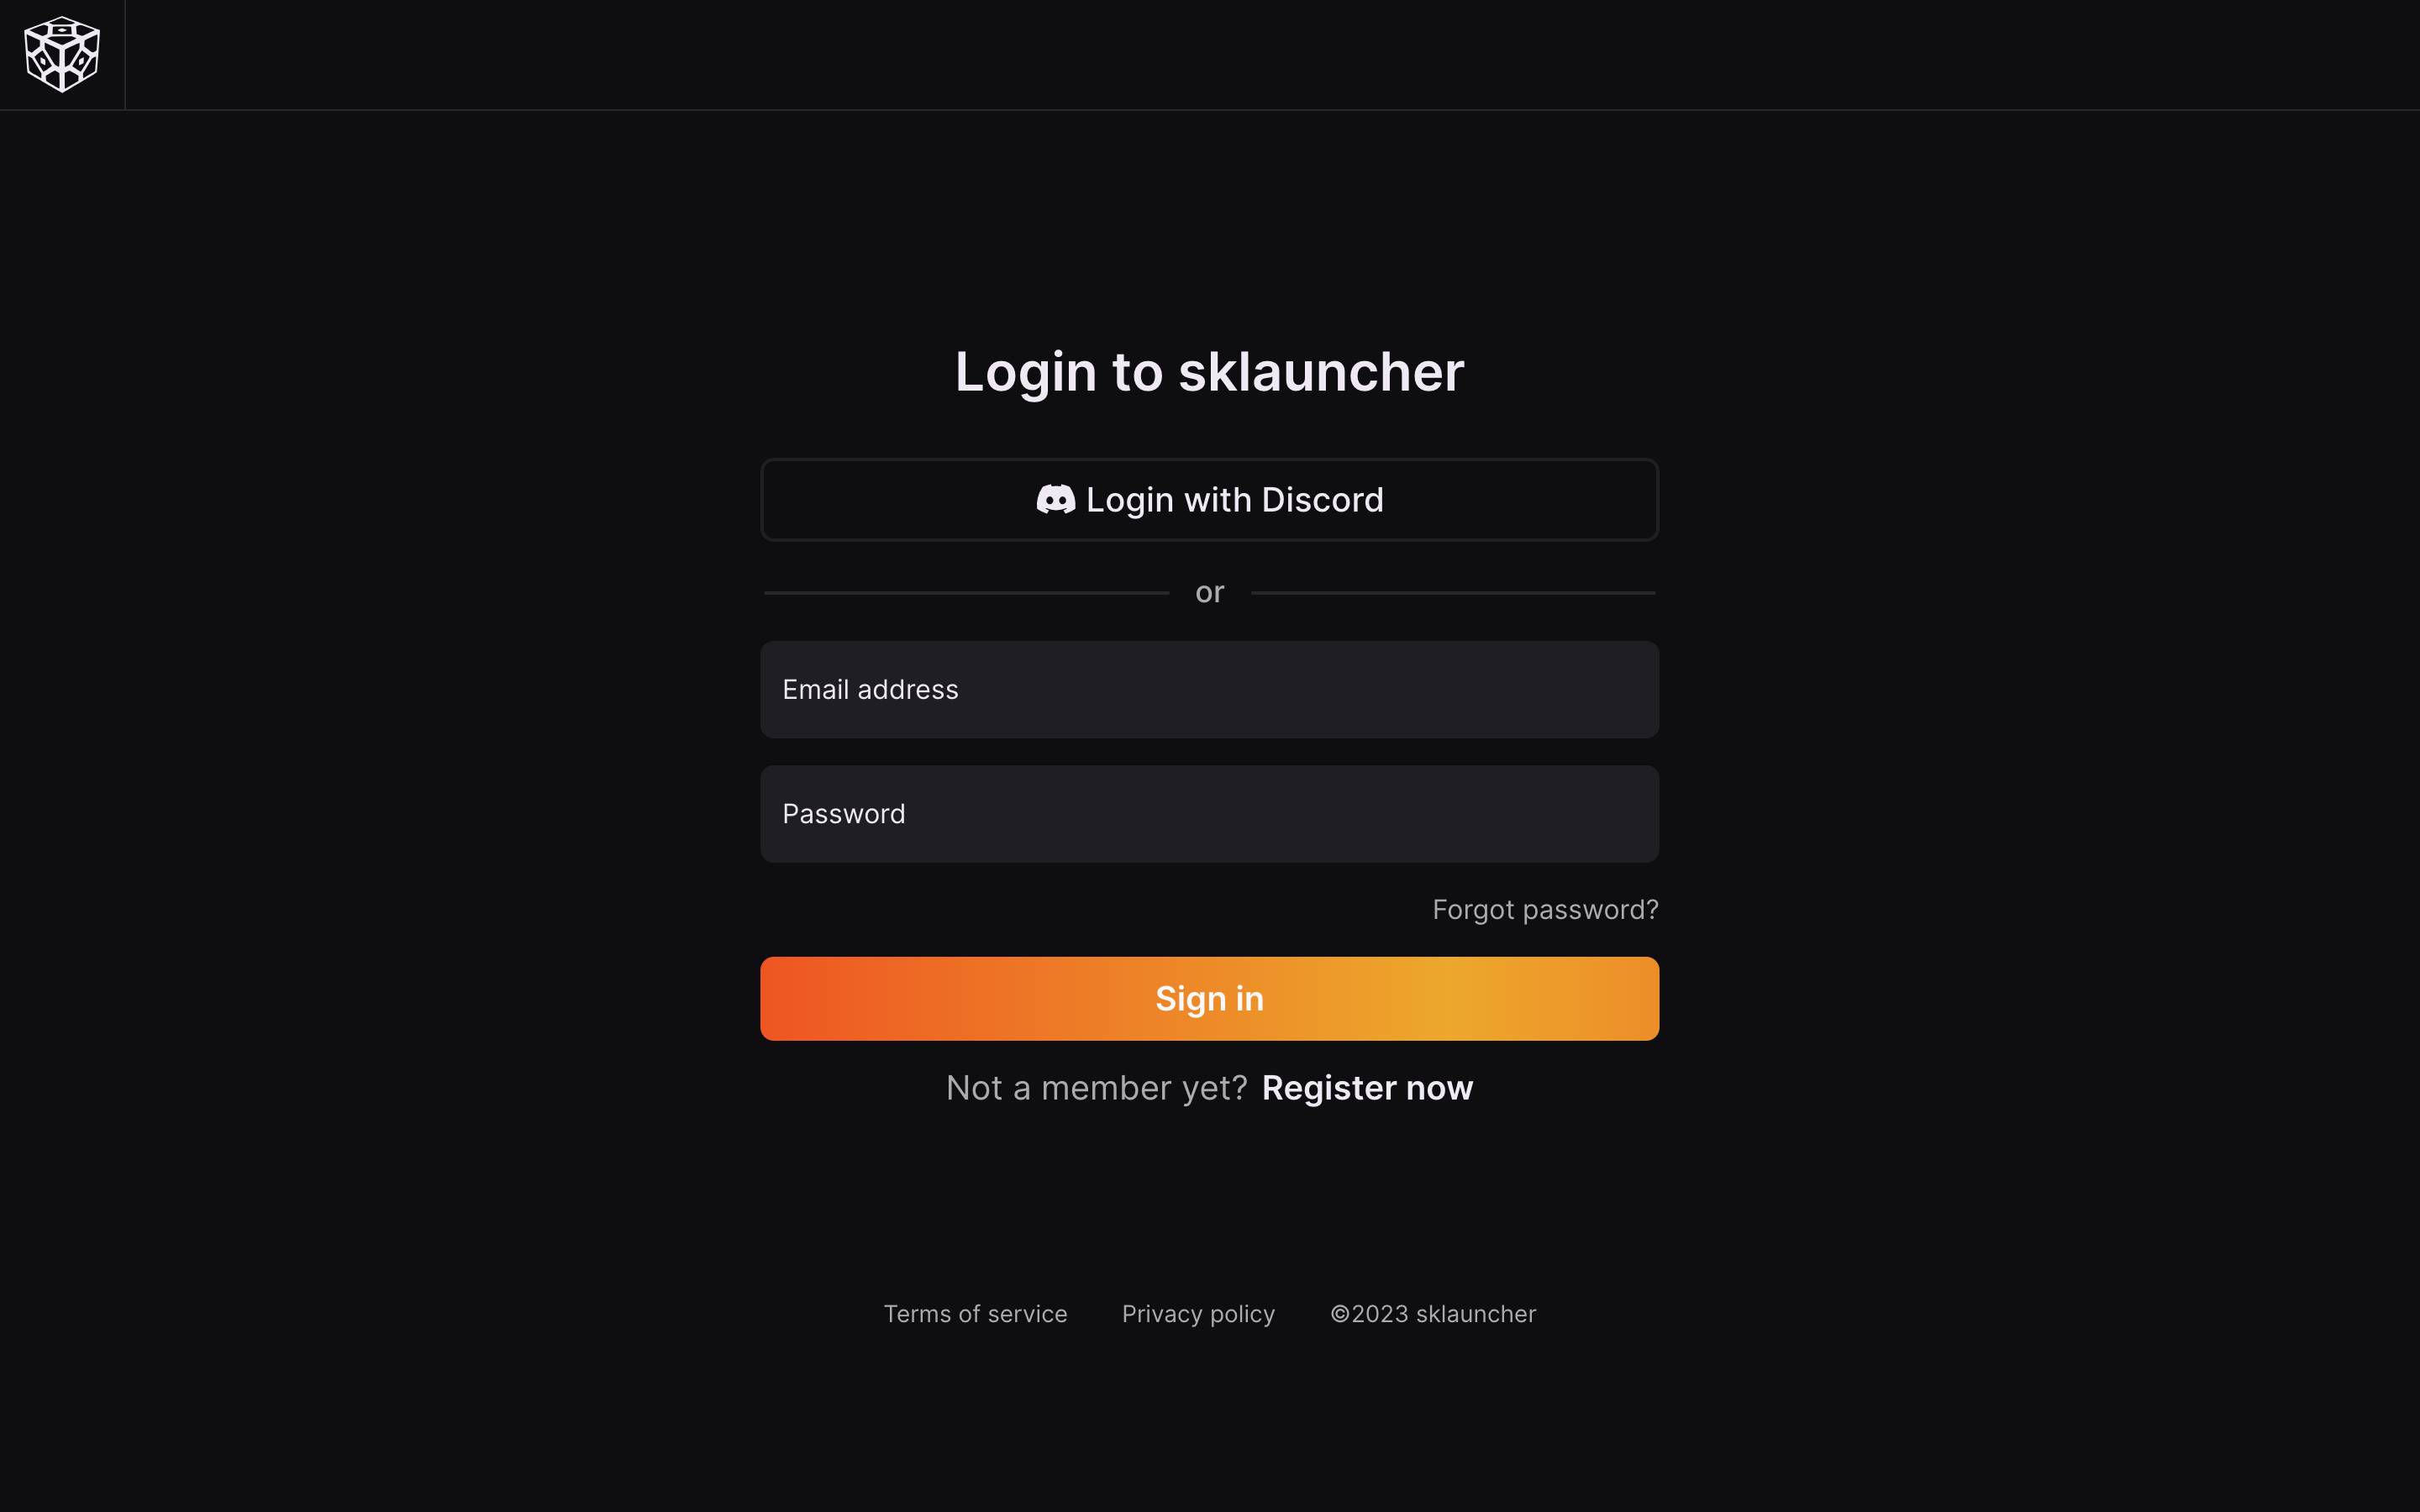 Login to sklauncher
Login with Discord
or
Email address
Password
Forgot password?
Sign in
Not a member yet? Register now
Terms of service Privacy policy ©2023 sklauncher